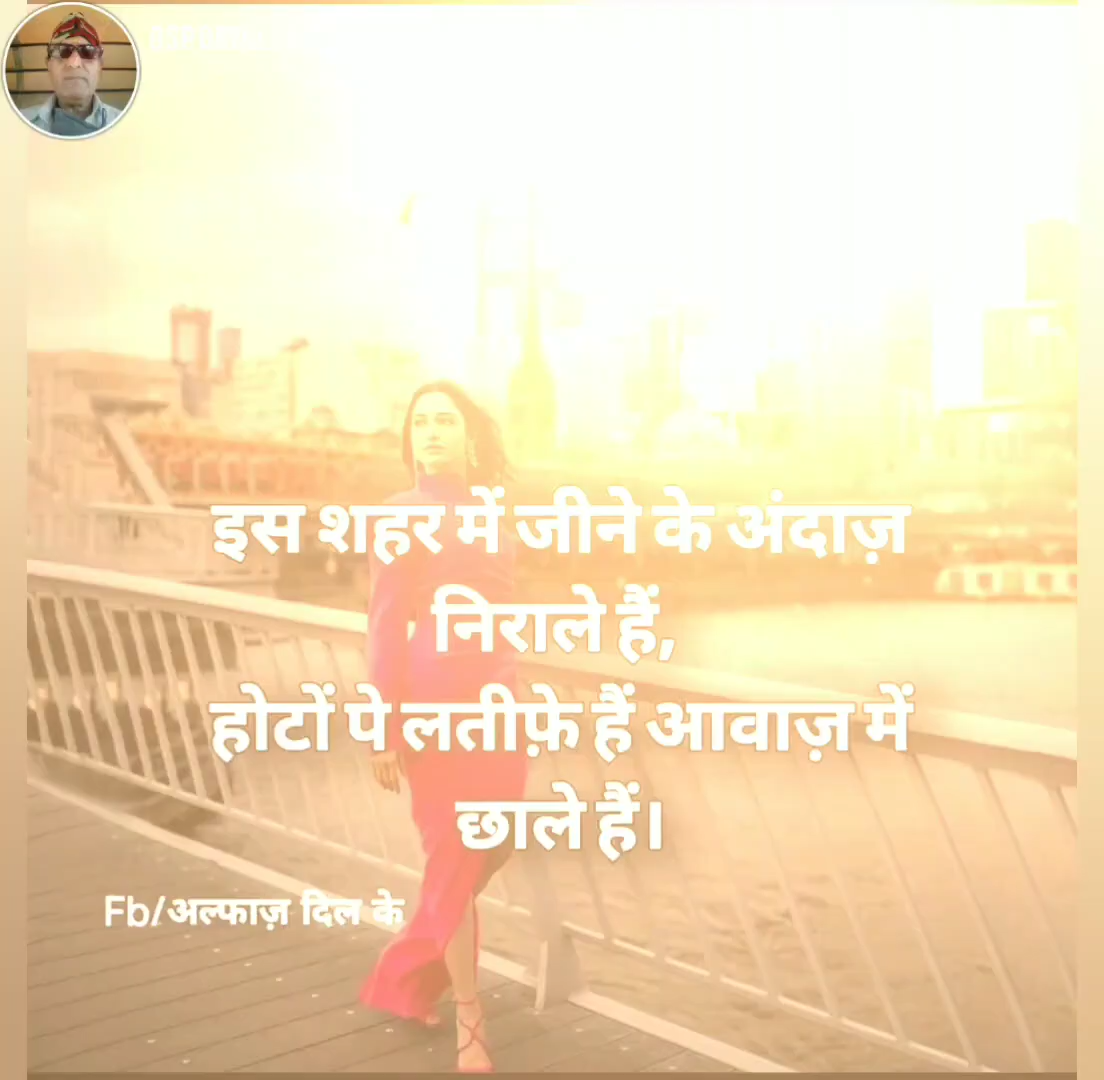 इस शहर में जीने के अंदाज़
निराले हैं,
होटों पे लतीफ़े हैं आवाज़ में
छाले हैं।
Fb/अल्फाज़ दिल के